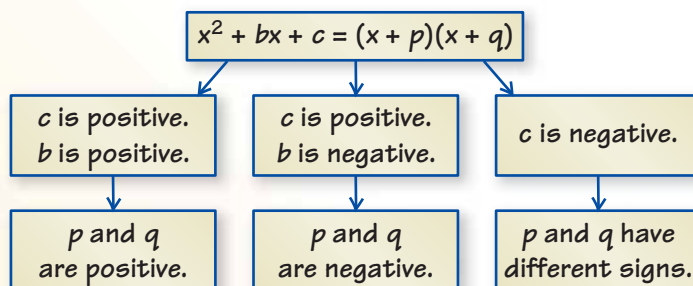 x² + bx + c = (x + p)(x + q)
c is positive.
b is positive.
c is positive.
b is negative.
c is negative.
p and q
are positive.
p and q
are negative.
p and q have
different signs.